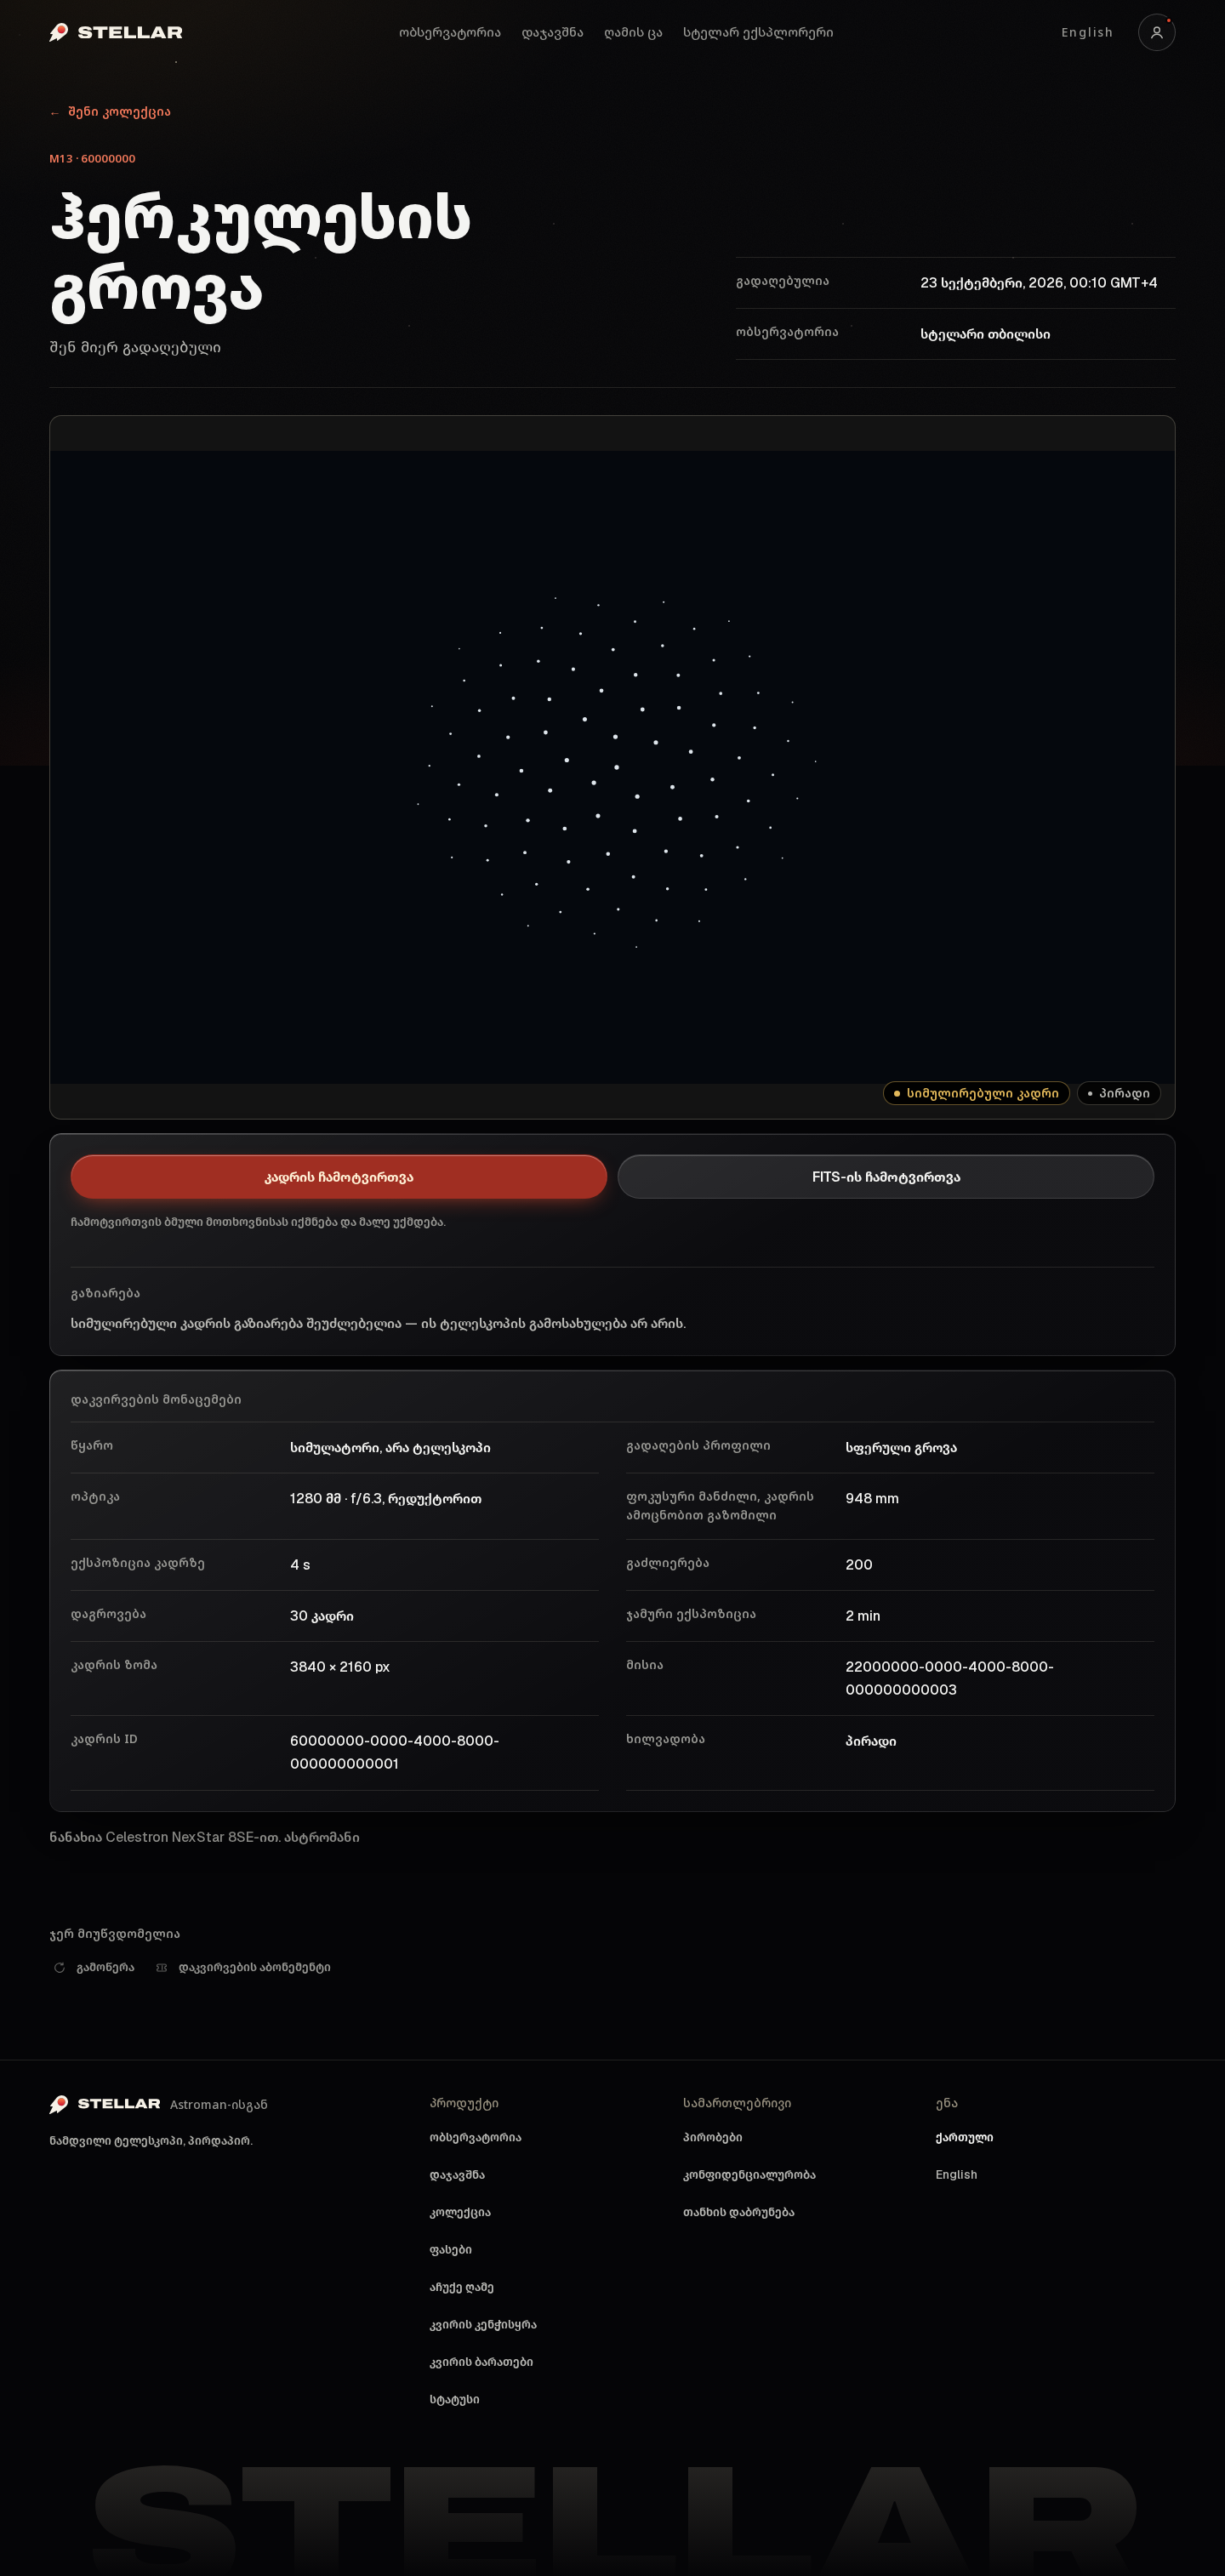 STELLAR
ობსერვატორია დაჯავშნა ღამის ცა სტელარ ექსპლორერი
English
← შენი კოლექცია
M13 · 60000000
ჰერკულესის
გროვა
შენ მიერ გადაღებული
გადაღებულია 23 სექტემბერი, 2026, 00:10 GMT+4
ობსერვატორია სტელარი თბილისი
სიმულირებული კადრი პირადი
კადრის ჩამოტვირთვა FITS-ის ჩამოტვირთვა
ჩამოტვირთვის ბმული მოთხოვნისას იქმნება და მალე უქმდება.
გაზიარება
სიმულირებული კადრის გაზიარება შეუძლებელია — ის ტელესკოპის გამოსახულება არ არის.
დაკვირვების მონაცემები
წყარო სიმულატორი, არა ტელესკოპი
გადაღების პროფილი სფერული გროვა
ოპტიკა 1280 მმ · f/6.3, რედუქტორით
ფოკუსური მანძილი, კადრის 948 mm
ამოცნობით გაზომილი
ექსპოზიცია კადრზე 4 s
გაძლიერება 200
დაგროვება 30 კადრი
ჯამური ექსპოზიცია 2 min
კადრის ზომა 3840 × 2160 px
მისია 22000000-0000-4000-8000-
000000000003
კადრის ID 60000000-0000-4000-8000-
000000000001
ხილვადობა პირადი
ნანახია Celestron NexStar 8SE-ით. ასტრომანი
ჯერ მიუწვდომელია
გამოწერა დაკვირვების აბონემენტი
STELLAR Astroman-ისგან
ნამდვილი ტელესკოპი, პირდაპირ.
პროდუქტი
ობსერვატორია
დაჯავშნა
კოლექცია
ფასები
აჩუქე ღამე
კვირის კენჭისყრა
კვირის ბარათები
სტატუსი
სამართლებრივი
პირობები
კონფიდენციალურობა
თანხის დაბრუნება
ენა
ქართული
English
STELLAR